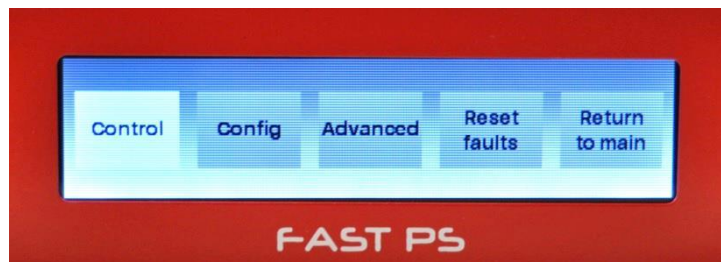 Control
Config
Advanced
Reset
faults
Return
to main
FAST PS